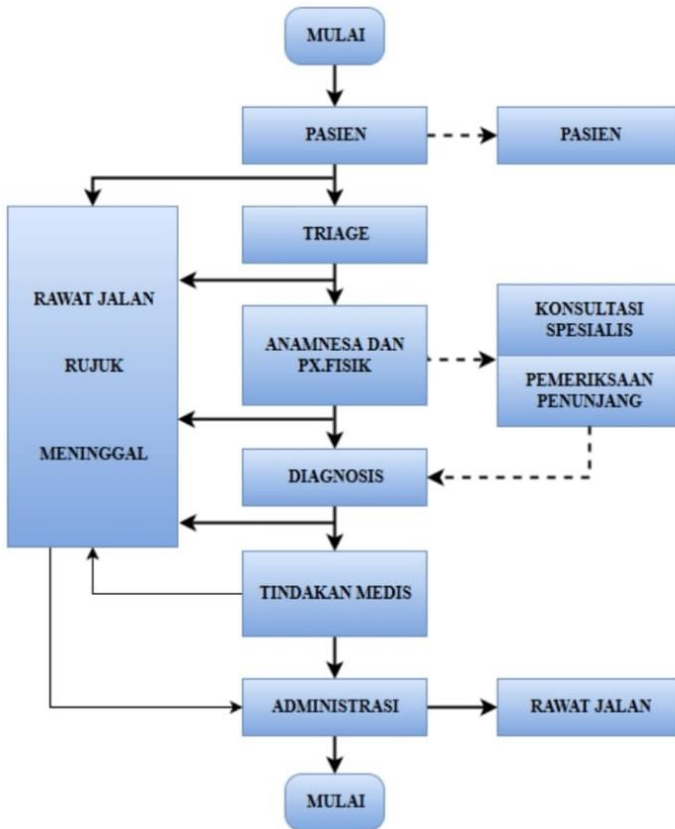 MULAI
PASIEN
PASIEN
TRIAGE
RAWAT JALAN
RUJUK
MENINGGAL
ANAMNESA DAN
PX.FISIK
KONSULTASI
SPESIALIS
PEMERIKSAAN
PENUNJANG
DIAGNOSIS
TINDAKAN MEDIS
ADMINISTRASI
RAWAT JALAN
MULAI